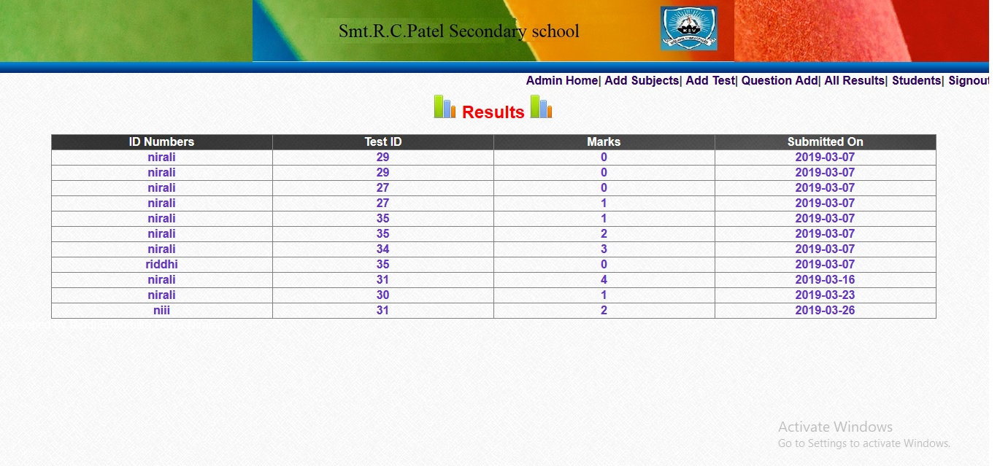 Smt.R.C.Patel Secondary school
Admin Home| Add Subjects| Add Test| Question Add| All Results| Students| Signout
Results
ID Numbers Test ID Marks Submitted On
nirali 29 0 2019-03-07
nirali 29 0 2019-03-07
nirali 27 0 2019-03-07
nirali 27 1 2019-03-07
nirali 35 1 2019-03-07
nirali 35 2 2019-03-07
nirali 34 3 2019-03-07
riddhi 35 0 2019-03-07
nirali 31 4 2019-03-16
nirali 30 1 2019-03-23
niii 31 2 2019-03-26
Activate Windows
Go to Settings to activate Windows.